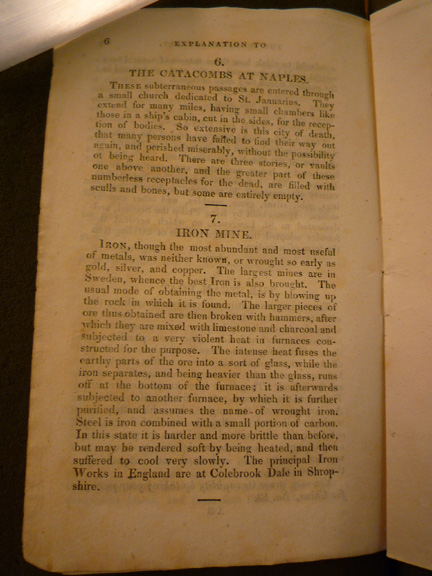 6 EXPLANATION TO
6.
THE CATACOMBS AT NAPLES.
THESE subterraneous passages are entered through
a small church dedicated to St. Januarius. They
extend for many miles, having small chambers like
those in a ship's cabin, cut in the sides, for the recep-
tion of bodies. So extensive is this city of death,
that many persons have failed to find their way out
again, and perished miserably, without the possibility
of being heard. There are three stories, or vaults
one above another, and the greater part of these
numberless receptacles for the dead, are filled with
sculls and bones, but some are entirely empty.
7.
IRON MINE.
IRON, though the most abundant and most useful
of metals, was neither known, or wrought so early as
gold, silver, and copper. The largest mines are in
Sweden, whence the best Iron is also brought. The
usual mode of obtaining the metal, is by blowing up
the rock in which it is found. The larger pieces of
ore thus obtained are then broken with hammers, after
which they are mixed with limestone and charcoal and
subjected to a very violent heat in furnaces con-
structed for the purpose. The intense heat fuses the
earthy parts of the ore into a sort of glass, while the
iron separates, and being heavier than the glass, runs
off at the bottom of the furnace; it is afterwards
subjected to another furnace, by which it is further
purified, and assumes the name of wrought iron.
Steel is iron combined with a small portion of carbon.
In this state it is harder and more brittle than before,
but may be rendered soft by being heated, and then
suffered to cool very slowly. The principal Iron
Works in England are at Colebrook Dale in Shrop-
shire.